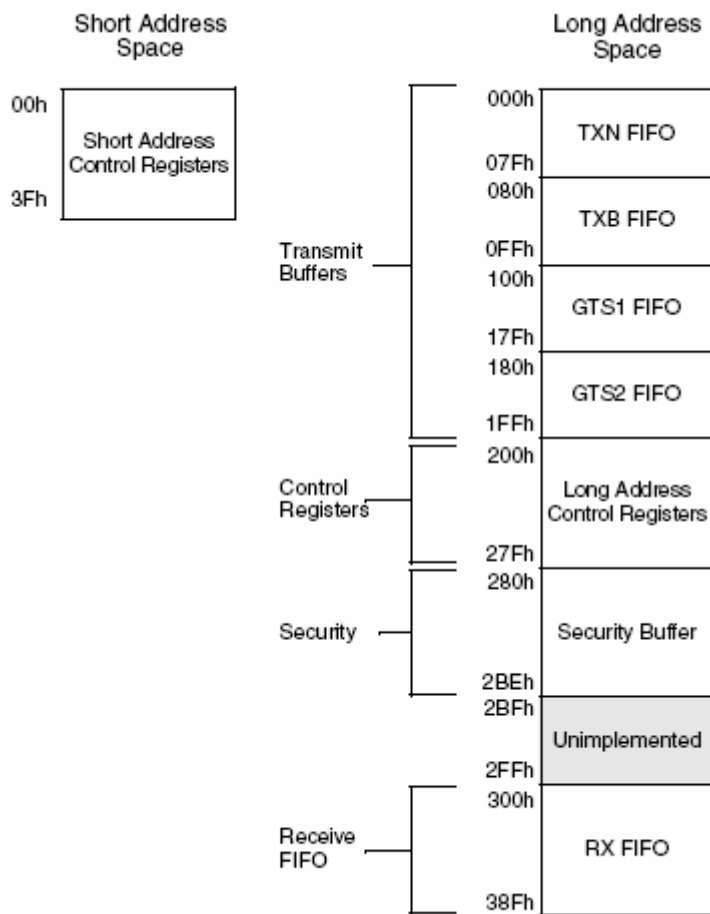 Short Address
Space
00h
Short Address
Control Registers
3Fh
Long Address
Space
Transmit
Buffers
000h
TXN FIFO
07Fh
080h
TXB FIFO
0FFh
100h
GTS1 FIFO
17Fh
180h
GTS2 FIFO
1FFh
Control
Registers
200h
Long Address
Control Registers
27Fh
Security
280h
Security Buffer
2BEh
2BFh
Unimplemented
2FFh
Receive
FIFO
300h
RX FIFO
38Fh